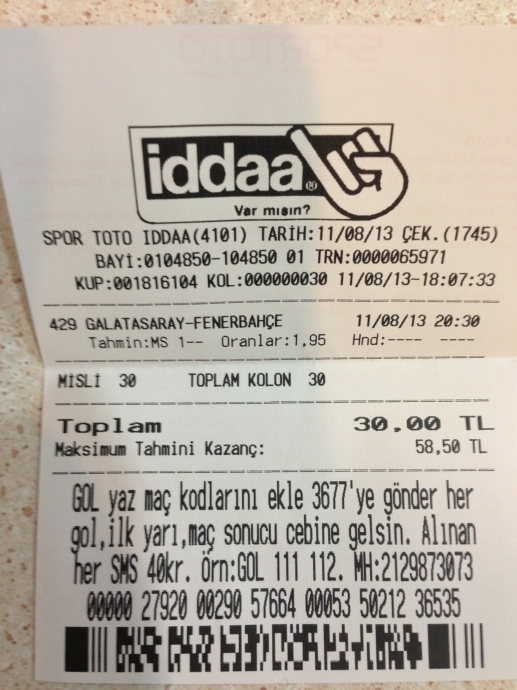 iddaa®
Var mısın?
SPOR TOTO IDDAA(4101) TARİH:11/08/13 ÇEK.(1745)
BAYİ:0104850-104850 01 TRN:0000065971
KUP:001816104 KOL:000000030 11/08/13-18:07:33
429 GALATASARAY-FENERBAHÇE 11/08/13 20:30
Tahmin:MS 1-- Oranlar:1,95 Hnd:---- ----
MİSLİ 30 TOPLAM KOLON 30
Toplam 30,00 TL
Maksimum Tahmini Kazanç: 58,50 TL
GOL yaz maç kodlarını ekle 3677'ye gönder her
gol,ilk yarı,maç sonucu cebine gelsin. Alınan
her SMS 40kr. Örn:GOL 111 112. MH:2129873073
00000 27920 00290 57664 00053 50212 36535